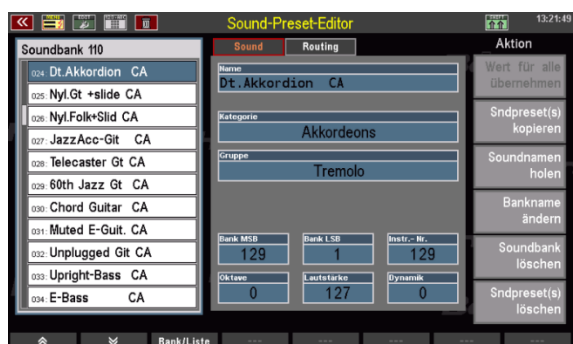 Sound-Preset-Editor
13:21:49
Soundbank 110
024: Dt.Akkordion CA
025: Nyl.Gt +slide CA
026: Nyl.Folk+Slid CA
027: JazzAcc-Git CA
028: Telecaster Gt CA
029: 60th Jazz Gt CA
030: Chord Guitar CA
031: Muted E-Guit. CA
032: Unplugged Git CA
033: Upright-Bass CA
034: E-Bass CA
Sound
Routing
Name
Dt.Akkordion CA
Kategorie
Akkordeons
Gruppe
Tremolo
Bank MSB
Bank LSB
Instr.- Nr.
129
1
129
Oktave
Lautstärke
Dynamik
0
127
0
Aktion
Wert für alle
übernehmen
Sndpreset(s)
kopieren
Soundnamen
holen
Bankname
ändern
Soundbank
löschen
Sndpreset(s)
löschen
Bank/Liste
--- --- --- --- ---